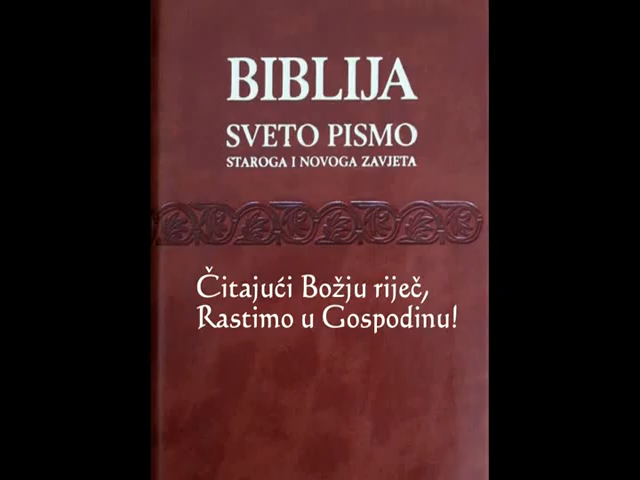 BIBLIJA
SVETO PISMO
STAROGA I NOVOGA ZAVJETA
Čitajući Božju riječ,
Rastimo u Gospodinu!